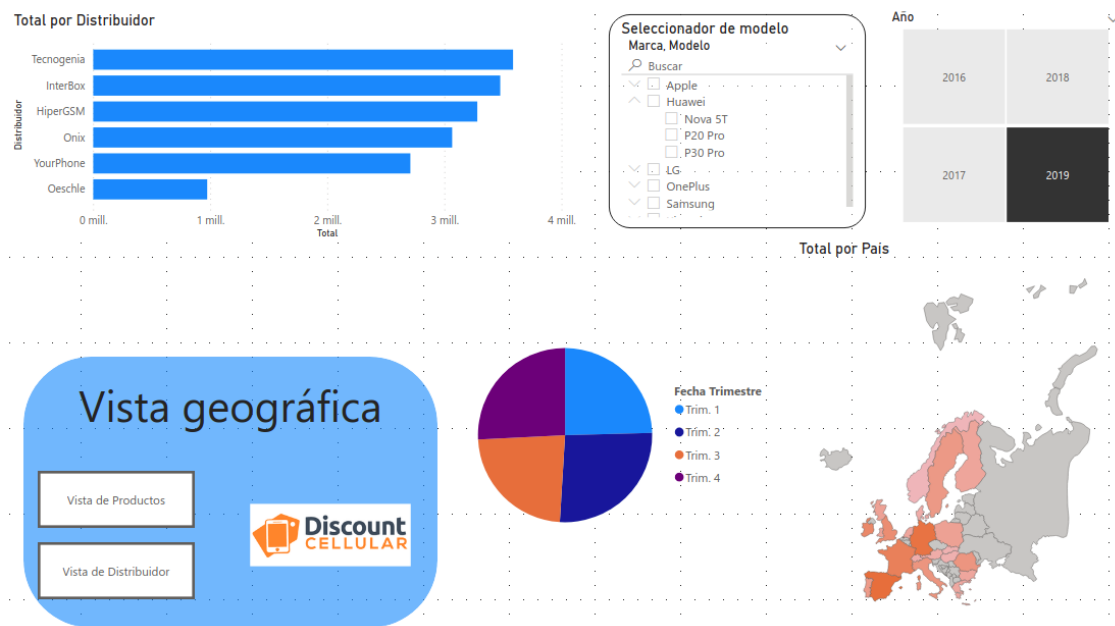 Total por Distribuidor
Distribuidor
Tecnogenia
InterBox
HiperGSM
Onix
YourPhone
Oeschle
0 mill.
1 mill.
2 mill.
3 mill.
4 mill.
Total
Seleccionador de modelo
Marca, Modelo
Buscar
Apple
Huawei
Nova 5T
P20 Pro
P30 Pro
LG
OnePlus
Samsung
Año
2016
2018
2017
2019
Total por Pais
Vista geográfica
Vista de Productos
Vista de Distribuidor
Discount
CELLULAR
Fecha Trimestre
Trim. 1
Trim. 2
Trim. 3
Trim. 4